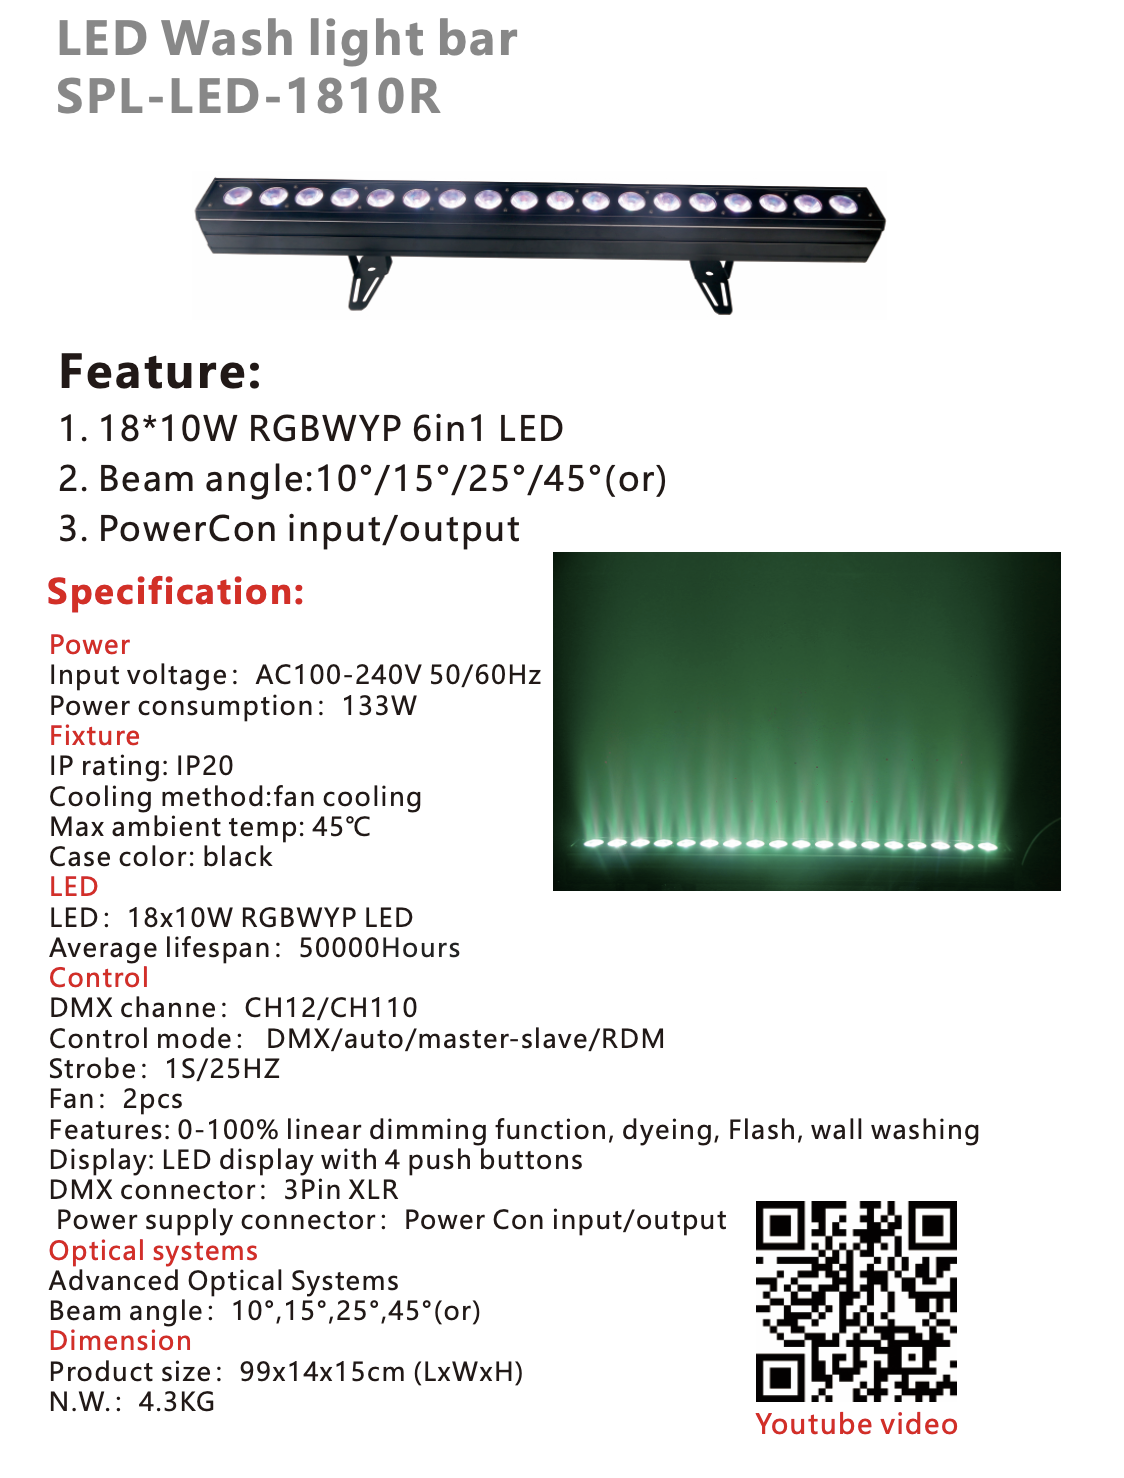 LED Wash light bar
SPL-LED-1810R
Feature:
1. 18*10W RGBWYP 6in1 LED
2. Beam angle:10°/15°/25°/45°(or)
3. PowerCon input/output
Specification:
Power
Input voltage： AC100-240V 50/60Hz
Power consumption： 133W
Fixture
IP rating: IP20
Cooling method:fan cooling
Max ambient temp: 45℃
Case color: black
LED
LED： 18x10W RGBWYP LED
Average lifespan： 50000Hours
Control
DMX channe： CH12/CH110
Control mode： DMX/auto/master-slave/RDM
Strobe： 1S/25HZ
Fan： 2pcs
Features: 0-100% linear dimming function, dyeing, Flash, wall washing
Display: LED display with 4 push buttons
DMX connector： 3Pin XLR
Power supply connector： Power Con input/output
Optical systems
Advanced Optical Systems
Beam angle： 10°,15°,25°,45°(or)
Dimension
Product size： 99x14x15cm (LxWxH)
N.W.： 4.3KG
Youtube video